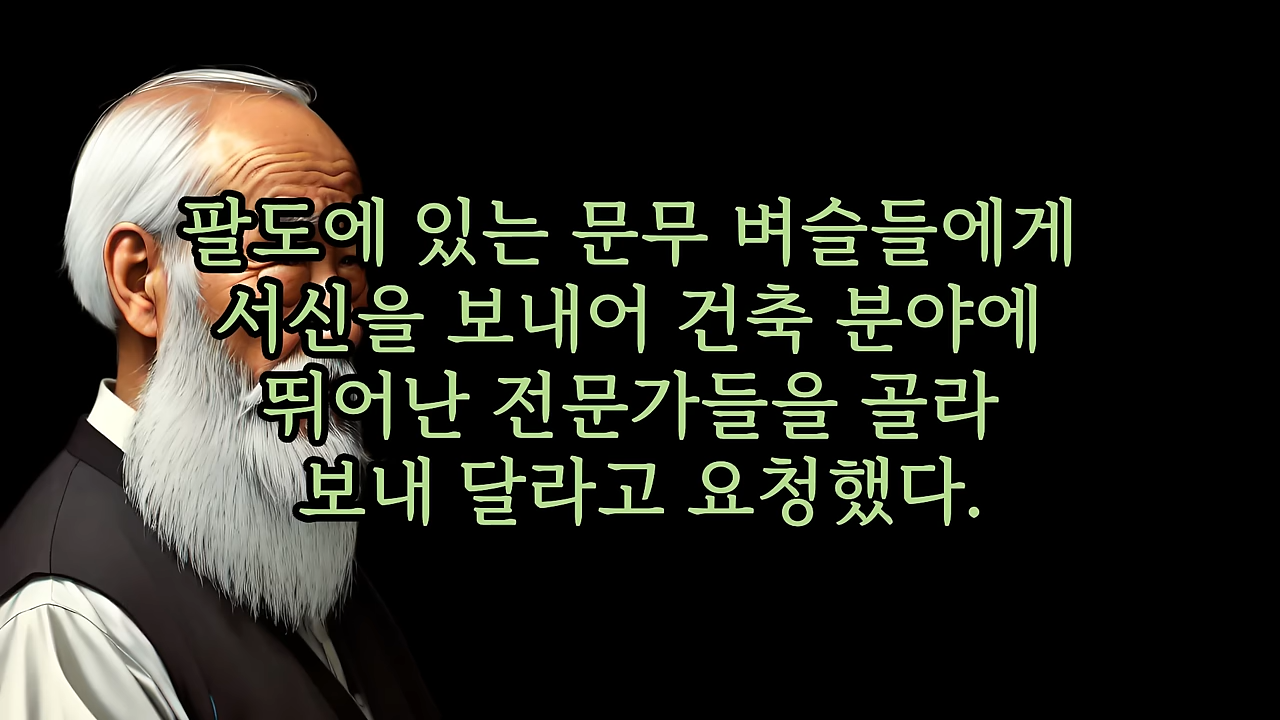 팔도에 있는 문무 벼슬들에게
서신을 보내어 건축 분야에
뛰어난 전문가들을 골라
보내 달라고 요청했다.